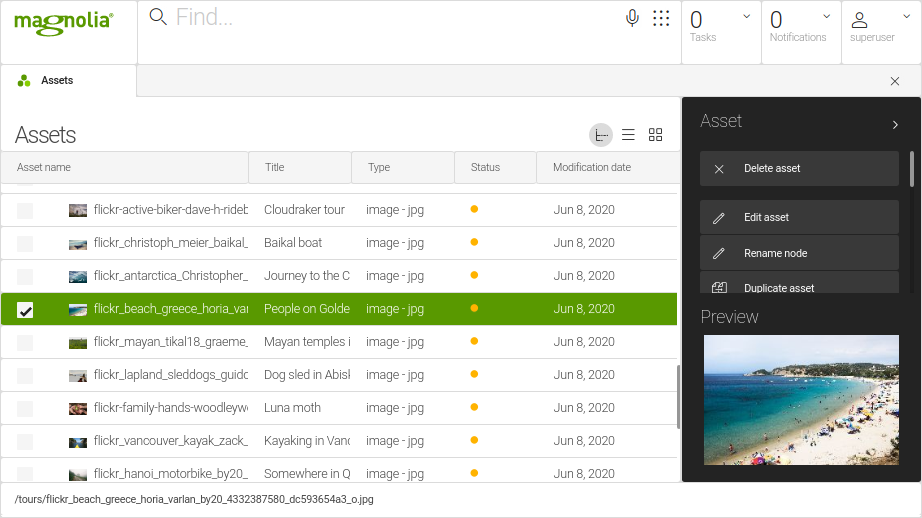 magnolia®
Find...
0
Tasks
0
Notifications
superuser
Assets
Assets
Asset name Title Type Status Modification date
flickr-active-biker-dave-h-rideb Cloudraker tour image - jpg Jun 8, 2020
flickr_christoph_meier_baikal_ Baikal boat image - jpg Jun 8, 2020
flickr_antarctica_Christopher_ Journey to the C image - jpg Jun 8, 2020
flickr_beach_greece_horia_var People on Golde image - jpg Jun 8, 2020
flickr_mayan_tikal18_graeme_ Mayan temples i image - jpg Jun 8, 2020
flickr_lapland_sleddogs_guido Dog sled in Abisk image - jpg Jun 8, 2020
flickr-family-hands-woodleywo Luna moth image - jpg Jun 8, 2020
flickr_vancouver_kayak_zack_ Kayaking in Vanc image - jpg Jun 8, 2020
flickr_hanoi_motorbike_by20_ Somewhere in Q image - jpg Jun 8, 2020
Asset
Delete asset
Edit asset
Rename node
Duplicate asset
Preview
/tours/flickr_beach_greece_horia_varlan_by20_4332387580_dc593654a3_o.jpg